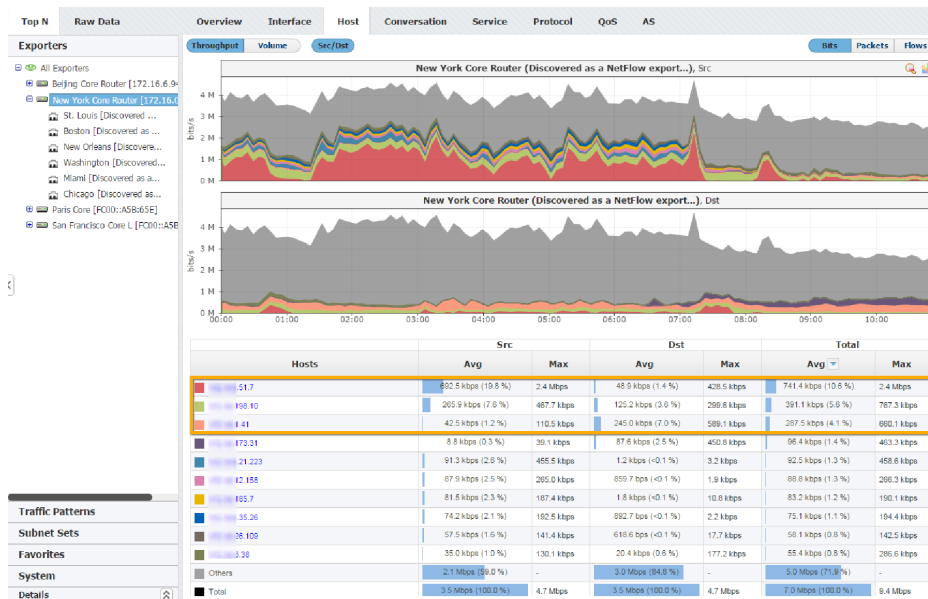 Top N Raw Data Overview Interface Host Conversation Service Protocol QoS AS
Exporters
Throughput Volume Src/Dst Bits Packets Flows
All Exporters
Beijing Core Router [172.16.6.94
New York Core Router [172.16.0
St. Louis [Discovered ...
Boston [Discovered as ...
New Orleans [Discovere...
Washington [Discovered...
Miami [Discovered as a...
Chicago [Discovered as...
Paris Core [FC00::A5B:65E]
San Francisco Core L [FC00::A5B
New York Core Router (Discovered as a NetFlow export...), Src
bits/s
4 M
3 M
2 M
1 M
0 M
New York Core Router (Discovered as a NetFlow export...), Dst
bits/s
4 M
3 M
2 M
1 M
0 M
00:00 01:00 02:00 03:00 04:00 05:00 06:00 07:00 08:00 09:00 10:00
Src Dst Total
Hosts Avg Max Avg Max Avg Max
.51.7 692.5 kbps (19.8 %) 2.4 Mbps 48.9 kbps (1.4 %) 428.5 kbps 741.4 kbps (10.6 %) 2.4 Mbps
198.10 265.9 kbps (7.6 %) 467.7 kbps 125.2 kbps (3.6 %) 299.6 kbps 391.1 kbps (5.6 %) 767.3 kbps
.41 42.5 kbps (1.2 %) 110.5 kbps 245.0 kbps (7.0 %) 589.1 kbps 287.5 kbps (4.1 %) 660.1 kbps
173.31 8.8 kbps (0.3 %) 39.1 kbps 87.6 kbps (2.5 %) 450.8 kbps 96.4 kbps (1.4 %) 463.3 kbps
.21.223 91.3 kbps (2.6 %) 455.5 kbps 1.2 kbps (<0.1 %) 3.2 kbps 92.5 kbps (1.3 %) 458.6 kbps
12.158 87.9 kbps (2.5 %) 265.0 kbps 859.7 bps (<0.1 %) 1.9 kbps 88.8 kbps (1.3 %) 266.3 kbps
185.7 81.5 kbps (2.3 %) 187.4 kbps 1.8 kbps (<0.1 %) 10.8 kbps 83.2 kbps (1.2 %) 190.1 kbps
.35.26 74.2 kbps (2.1 %) 192.5 kbps 892.7 bps (<0.1 %) 2.2 kbps 75.1 kbps (1.1 %) 194.4 kbps
26.109 57.5 kbps (1.6 %) 141.4 kbps 618.6 bps (<0.1 %) 17.7 kbps 58.1 kbps (0.8 %) 142.5 kbps
3.38 35.0 kbps (1.0 %) 130.1 kbps 20.4 kbps (0.6 %) 177.2 kbps 55.4 kbps (0.8 %) 286.6 kbps
Others 2.1 Mbps (59.0 %) - 3.0 Mbps (84.8 %) - 5.0 Mbps (71.9 %) -
Total 3.5 Mbps (100.0 %) 4.7 Mbps 3.5 Mbps (100.0 %) 4.7 Mbps 7.0 Mbps (100.0 %) 9.4 Mbps
Traffic Patterns
Subnet Sets
Favorites
System
Details